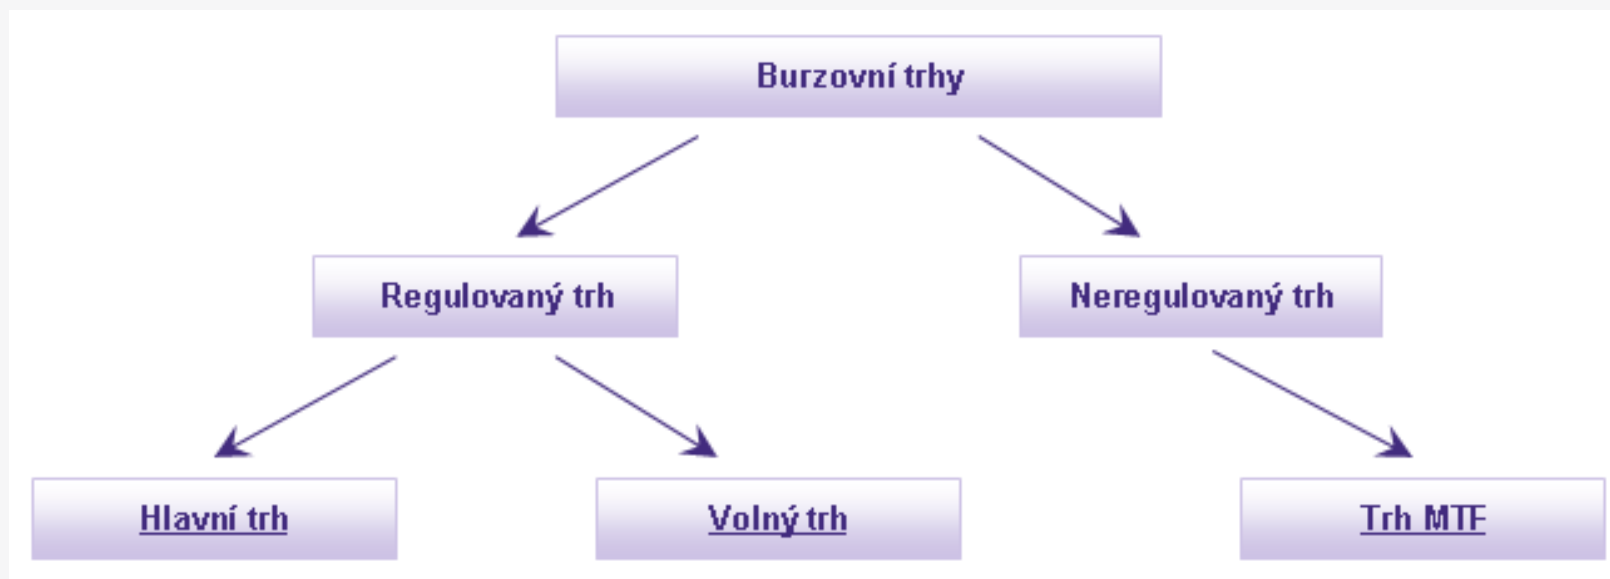 Burzovní trhy
Regulovaný trh
Neregulovaný trh
Hlavní trh
Volný trh
Trh MTF